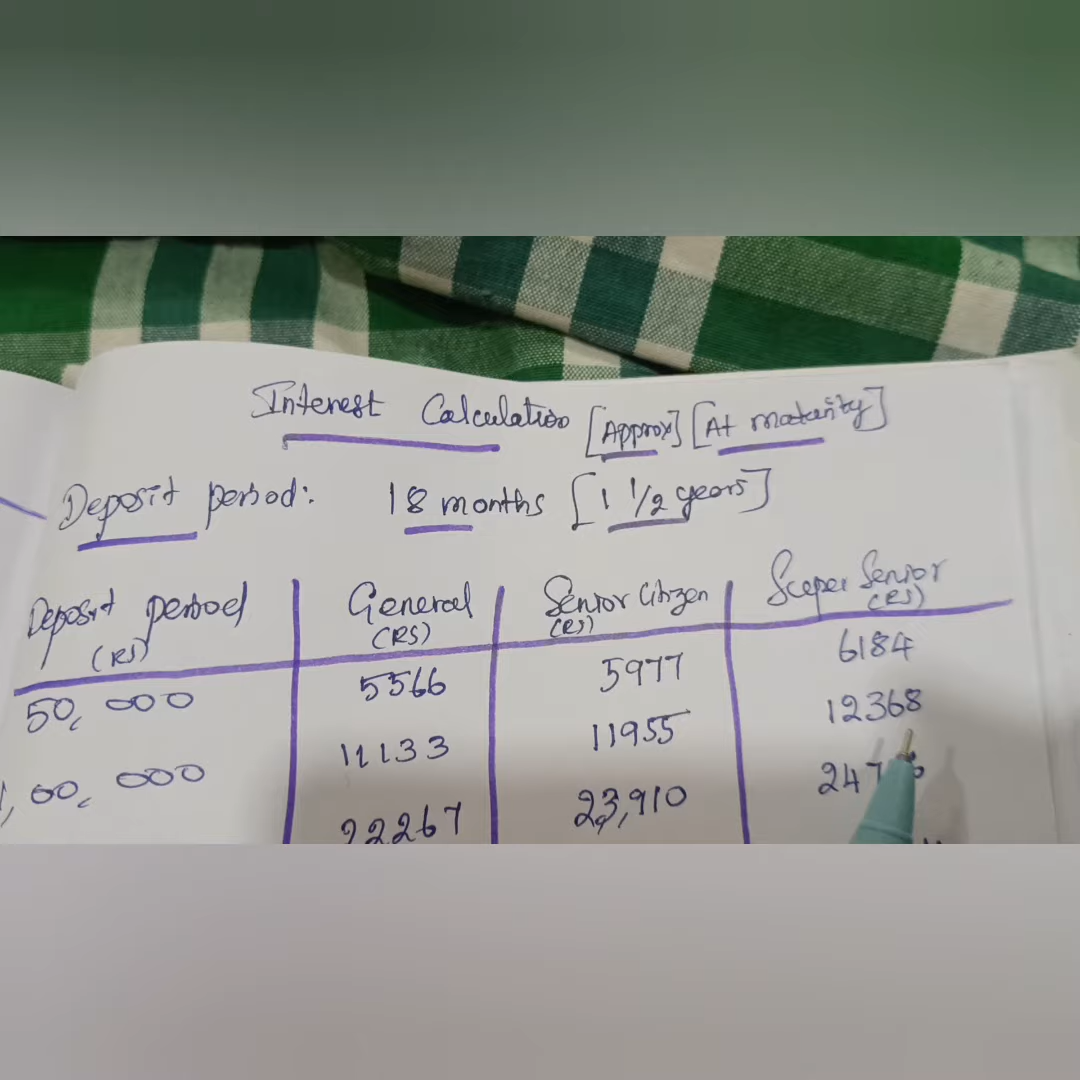 Interest Calculation [Approx] [At maturity]
Deposit period: 18 months [1 1/2 years]
Deposit period (RS) General (RS) Senior Citizen (RS) Super Senior (RS)
50,000 5566 5977 6184
1,00,000 11133 11955 12368
22267 23,910